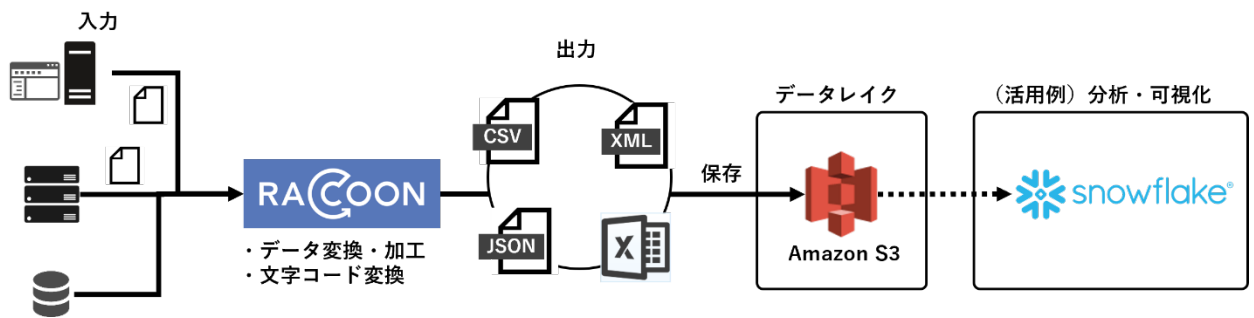 入力
RACCOON
・データ変換・加工
・文字コード変換
出力
CSV
XML
JSON
X
保存
データレイク
Amazon S3
（活用例）分析・可視化
snowflake®